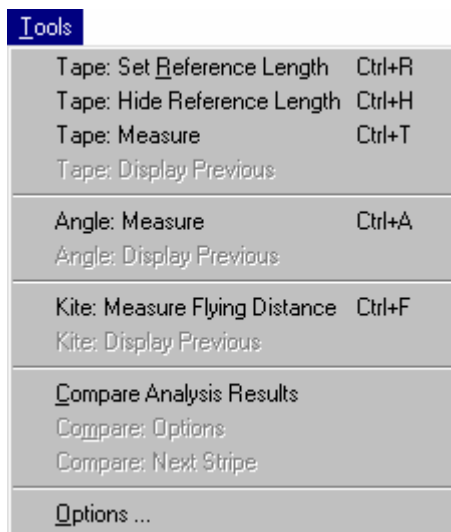 Tools
Tape: Set Reference Length Ctrl+R
Tape: Hide Reference Length Ctrl+H
Tape: Measure Ctrl+T
Tape: Display Previous
Angle: Measure Ctrl+A
Angle: Display Previous
Kite: Measure Flying Distance Ctrl+F
Kite: Display Previous
Compare Analysis Results
Compare: Options
Compare: Next Stripe
Options ...